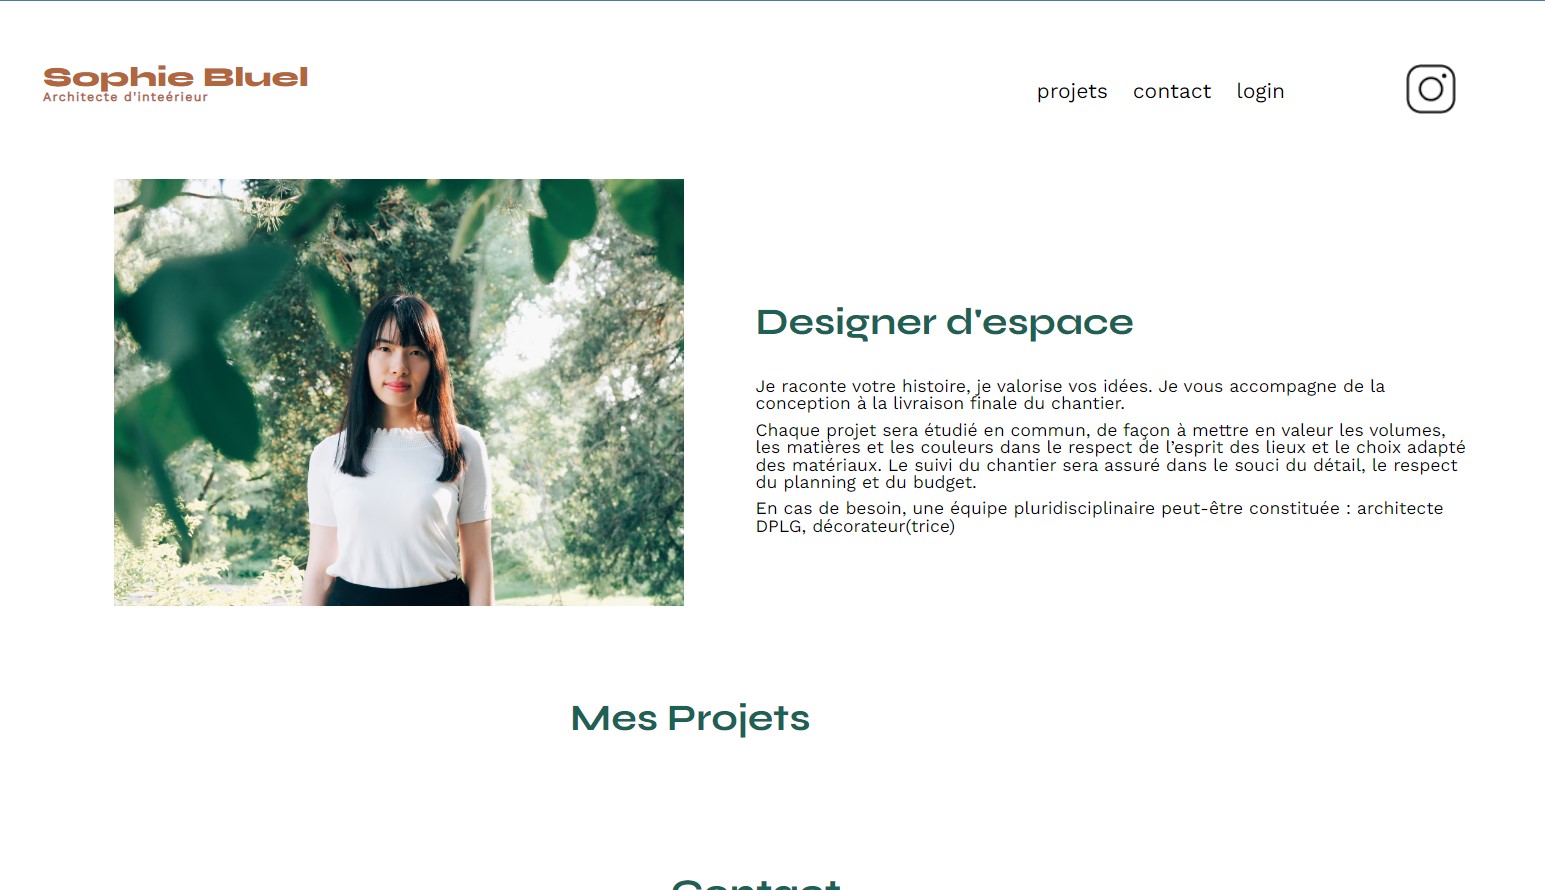 Sophie Bluel
Architecte d'inteérieur
projets contact login
Designer d'espace
Je raconte votre histoire, je valorise vos idées. Je vous accompagne de la
conception à la livraison finale du chantier.
Chaque projet sera étudié en commun, de façon à mettre en valeur les volumes,
les matières et les couleurs dans le respect de l’esprit des lieux et le choix adapté
des matériaux. Le suivi du chantier sera assuré dans le souci du détail, le respect
du planning et du budget.
En cas de besoin, une équipe pluridisciplinaire peut-être constituée : architecte
DPLG, décorateur(trice)
Mes Projets
Contact